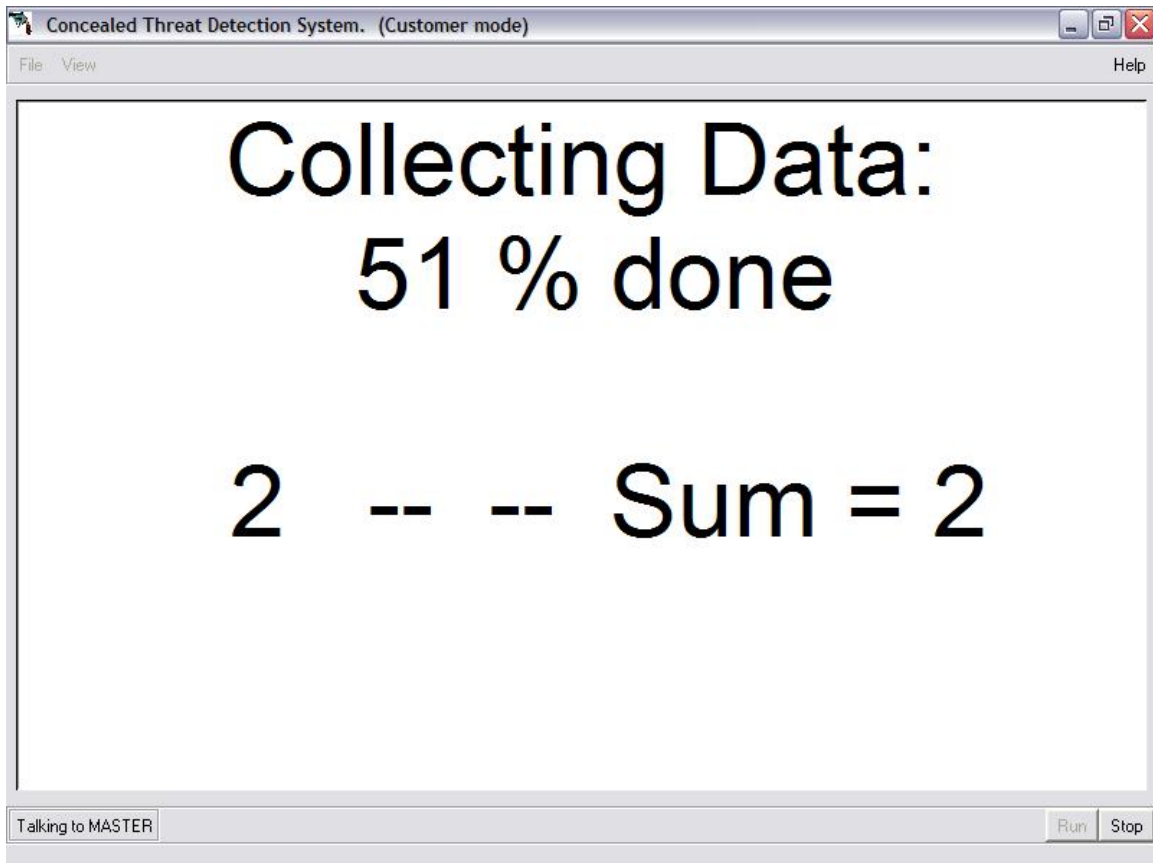 Concealed Threat Detection System. (Customer mode)
File View Help
Collecting Data:
51 % done
2 -- -- Sum = 2
Talking to MASTER Run Stop